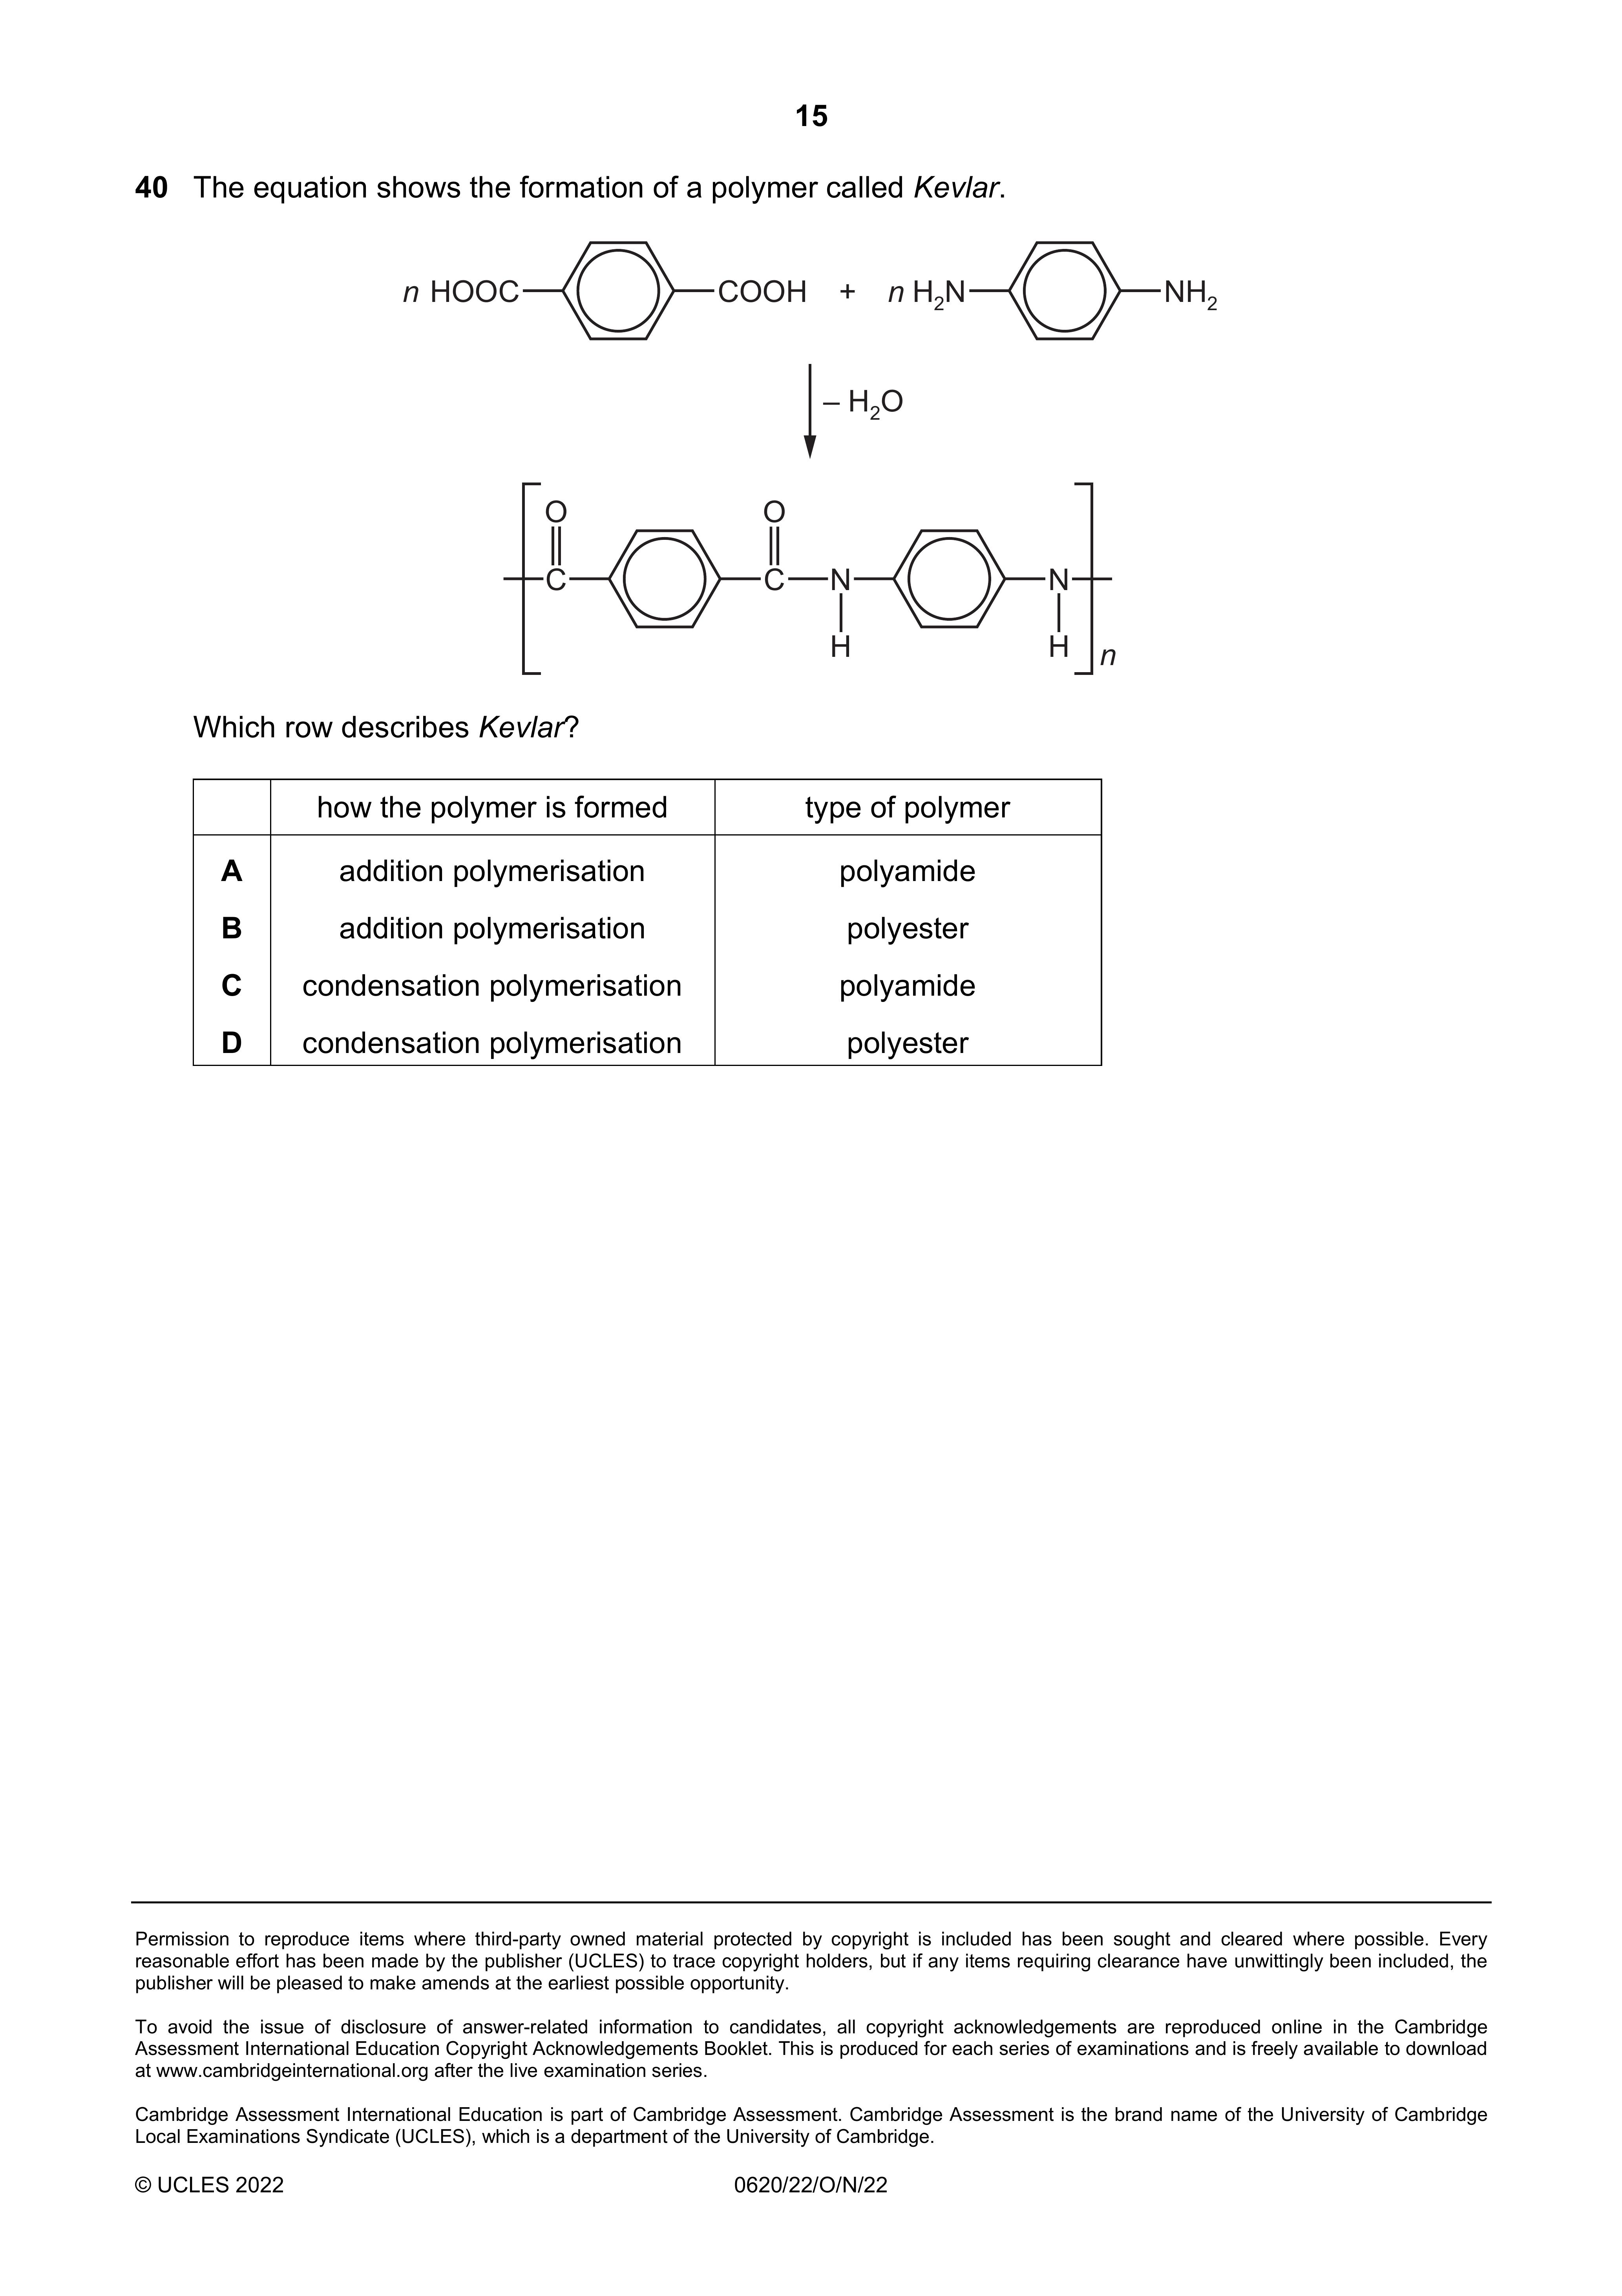 15
40 The equation shows the formation of a polymer called Kevlar.
n HOOC COOH + n H2N NH2
– H2O
O O
C C N N
H H n
Which row describes Kevlar?
how the polymer is formed type of polymer
A addition polymerisation polyamide
B addition polymerisation polyester
C condensation polymerisation polyamide
D condensation polymerisation polyester
Permission to reproduce items where third-party owned material protected by copyright is included has been sought and cleared where possible. Every
reasonable effort has been made by the publisher (UCLES) to trace copyright holders, but if any items requiring clearance have unwittingly been included, the
publisher will be pleased to make amends at the earliest possible opportunity.
To avoid the issue of disclosure of answer-related information to candidates, all copyright acknowledgements are reproduced online in the Cambridge
Assessment International Education Copyright Acknowledgements Booklet. This is produced for each series of examinations and is freely available to download
at www.cambridgeinternational.org after the live examination series.
Cambridge Assessment International Education is part of Cambridge Assessment. Cambridge Assessment is the brand name of the University of Cambridge
Local Examinations Syndicate (UCLES), which is a department of the University of Cambridge.
© UCLES 2022 0620/22/O/N/22